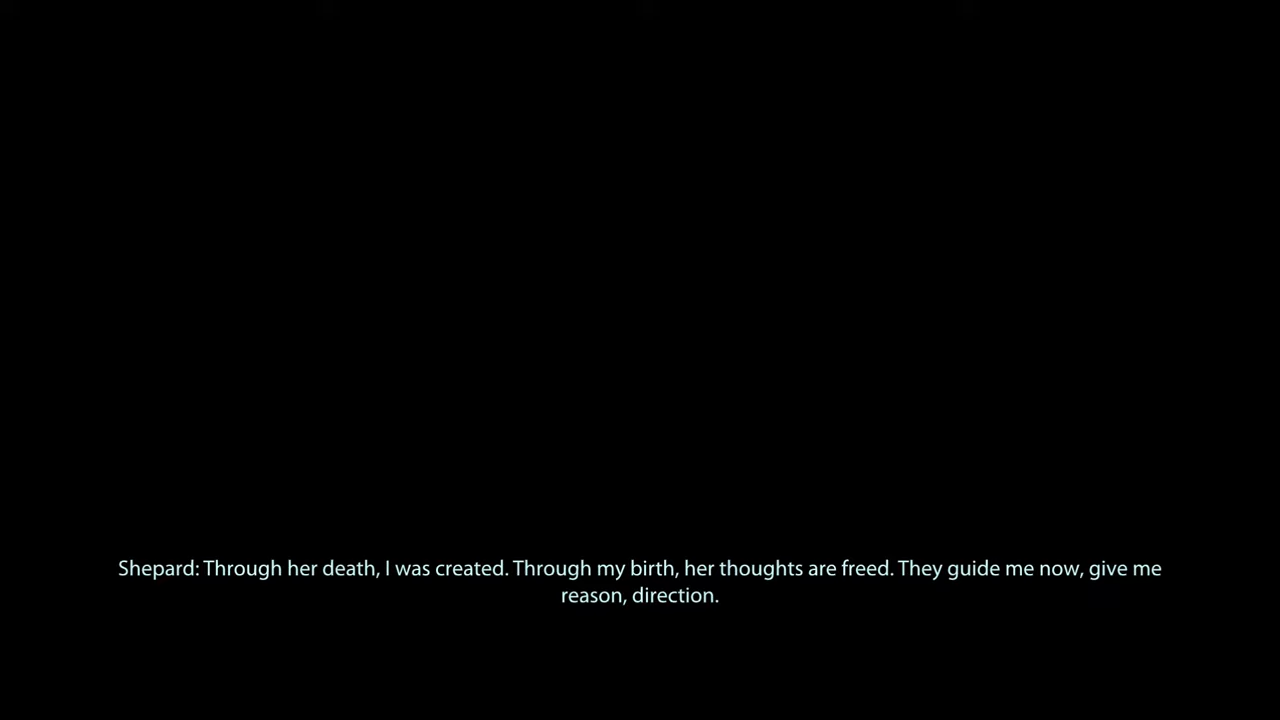 Shepard: Through her death, I was created. Through my birth, her thoughts are freed. They guide me now, give me
reason, direction.